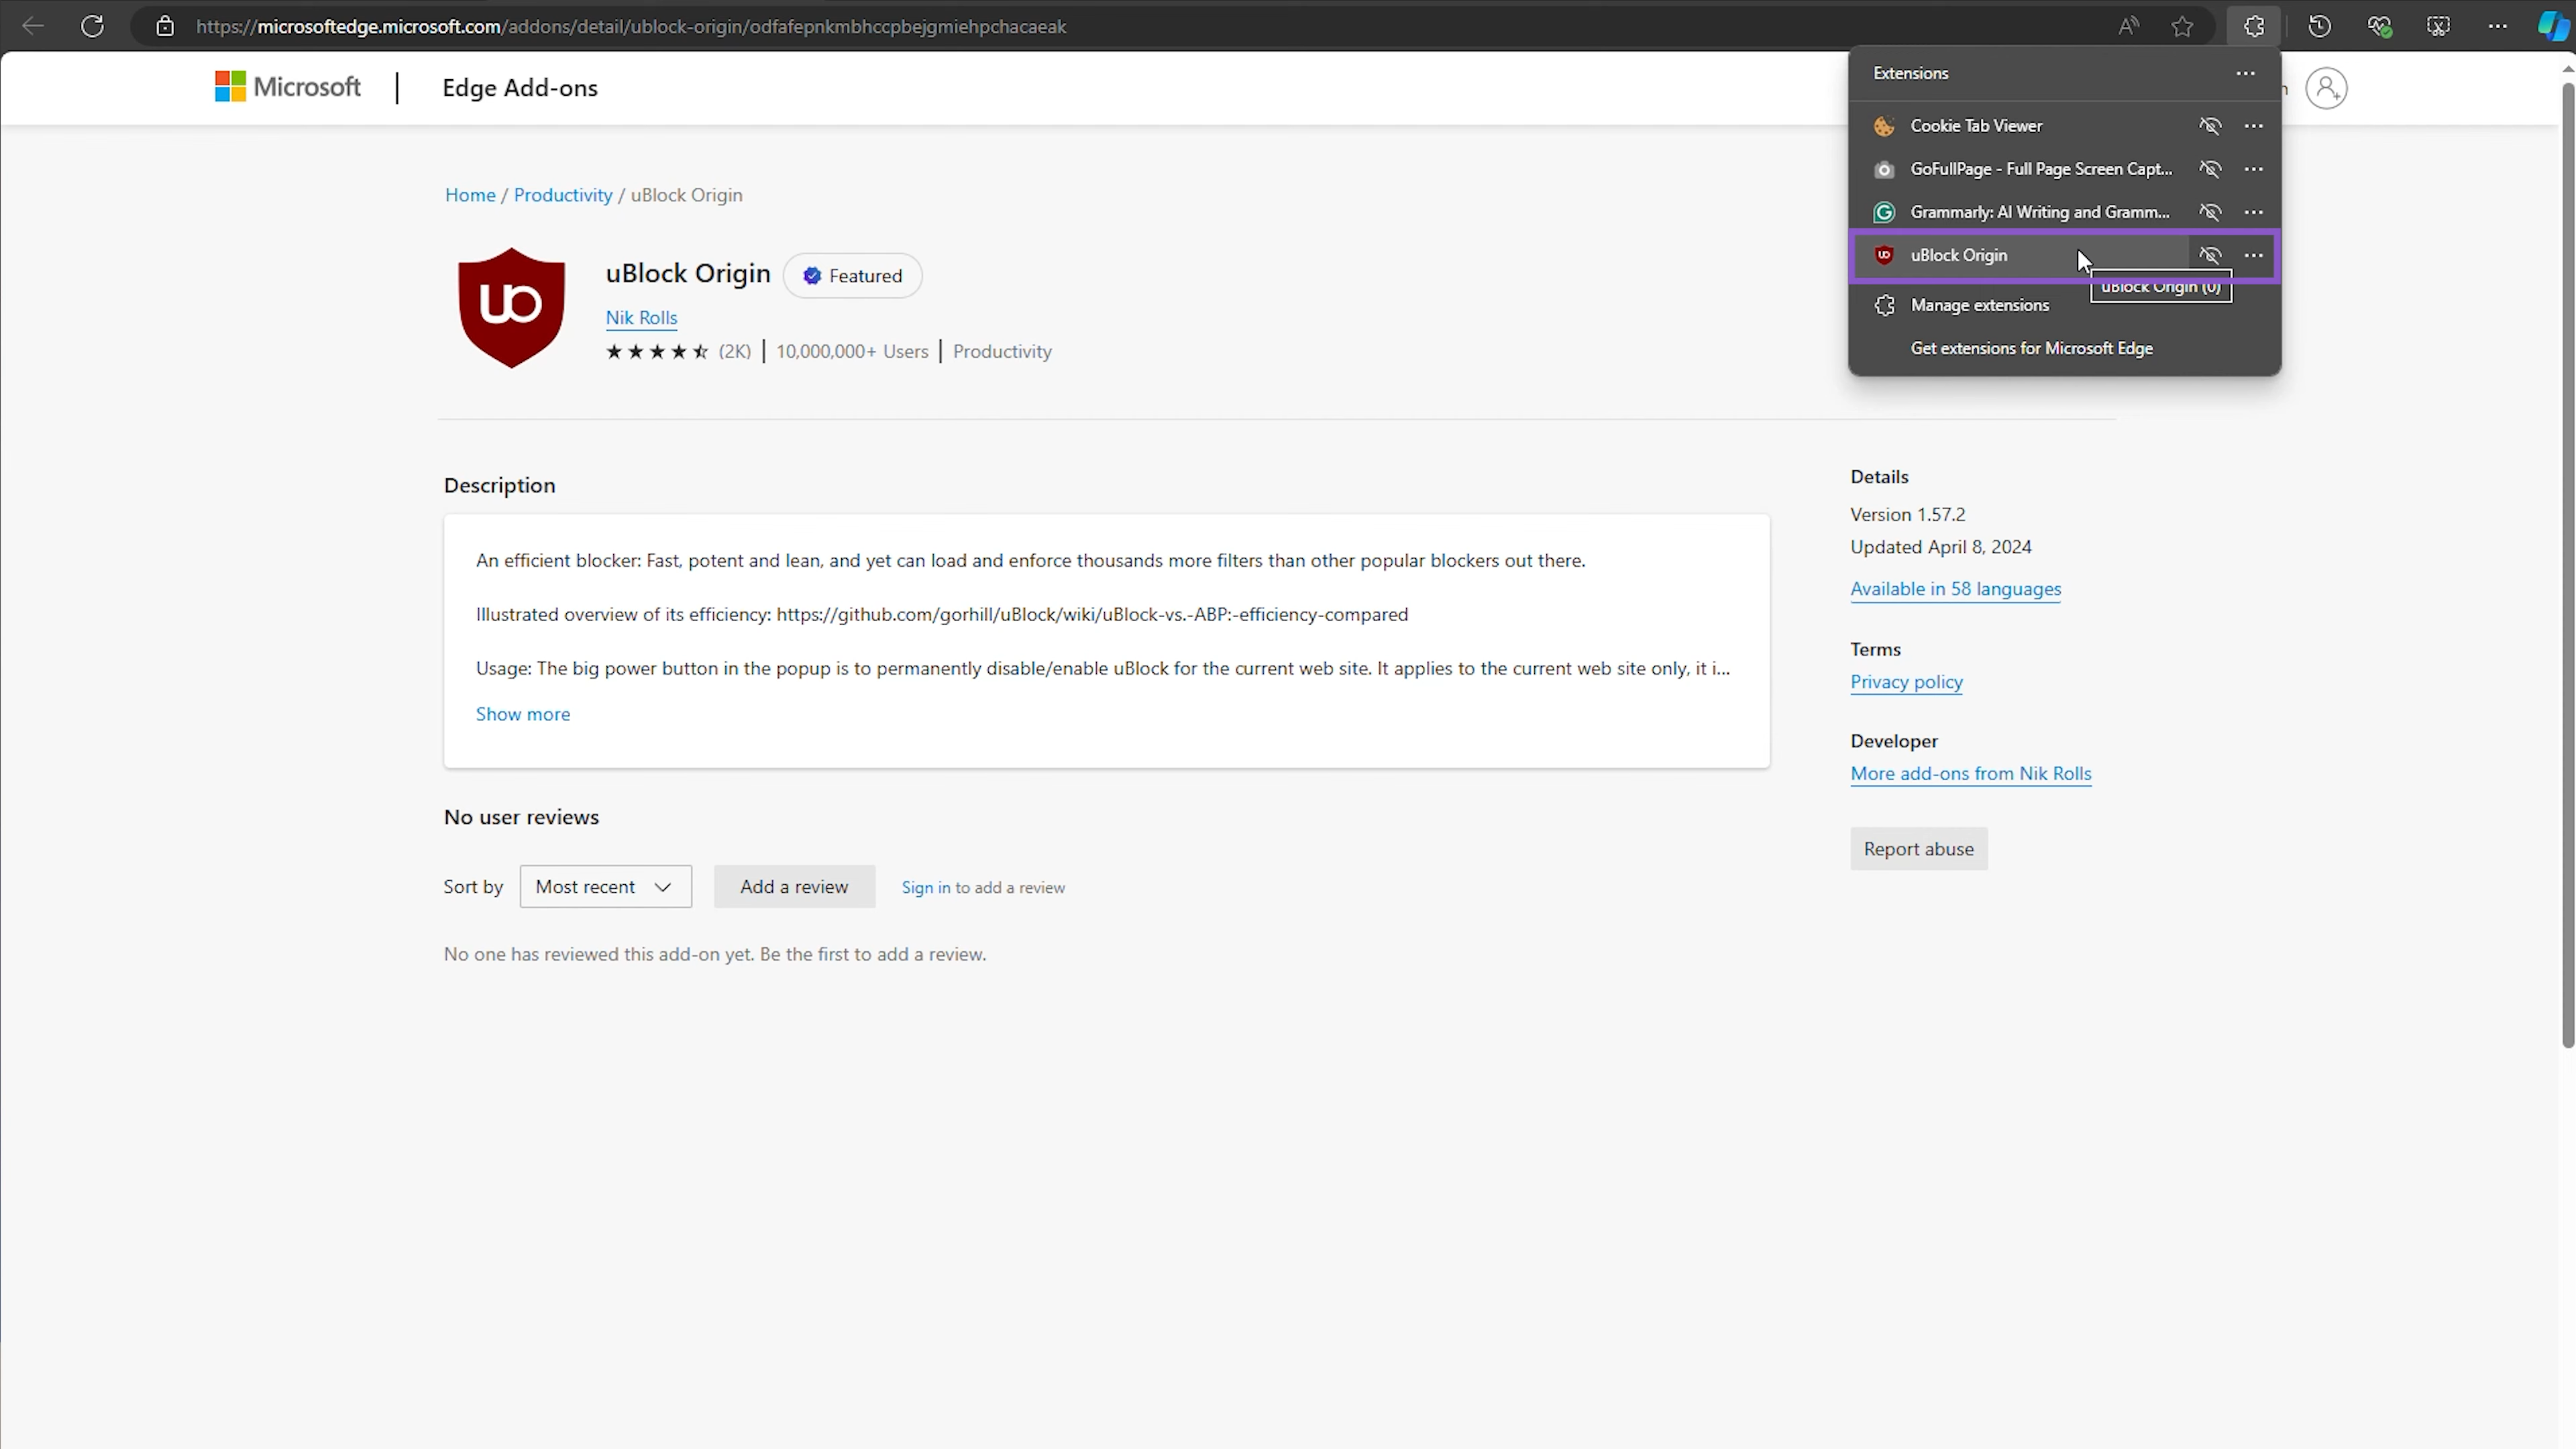 https://microsoftedge.microsoft.com/addons/detail/ublock-origin/odfafepnkmbhccpbejgmiehpchacaeak
Microsoft | Edge Add-ons
Extensions
Cookie Tab Viewer
GoFullPage - Full Page Screen Capt...
Grammarly: AI Writing and Gramm...
uBlock Origin
uBlock Origin (0)
Manage extensions
Get extensions for Microsoft Edge
Home / Productivity / uBlock Origin
uBlock Origin
Featured
Nik Rolls
(2K) | 10,000,000+ Users | Productivity
Description
An efficient blocker: Fast, potent and lean, and yet can load and enforce thousands more filters than other popular blockers out there.
Illustrated overview of its efficiency: https://github.com/gorhill/uBlock/wiki/uBlock-vs.-ABP:-efficiency-compared
Usage: The big power button in the popup is to permanently disable/enable uBlock for the current web site. It applies to the current web site only, it i...
Show more
Details
Version 1.57.2
Updated April 8, 2024
Available in 58 languages
Terms
Privacy policy
Developer
More add-ons from Nik Rolls
Report abuse
No user reviews
Sort by
Most recent
Add a review
Sign in to add a review
No one has reviewed this add-on yet. Be the first to add a review.